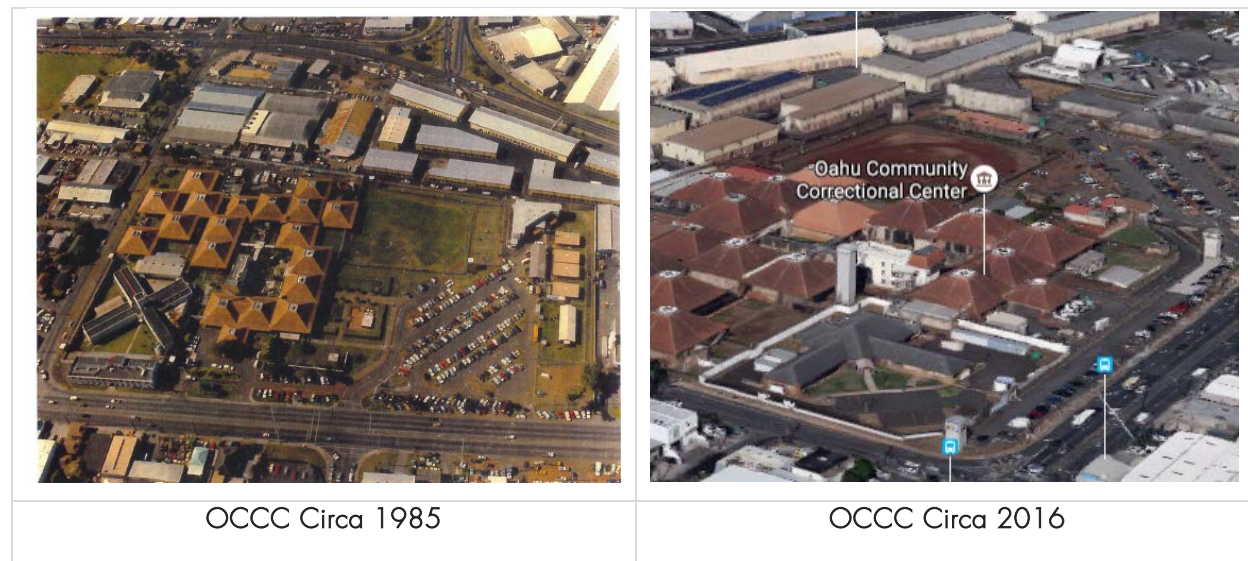 Oahu Community
Correctional Center
OCCC Circa 1985
OCCC Circa 2016